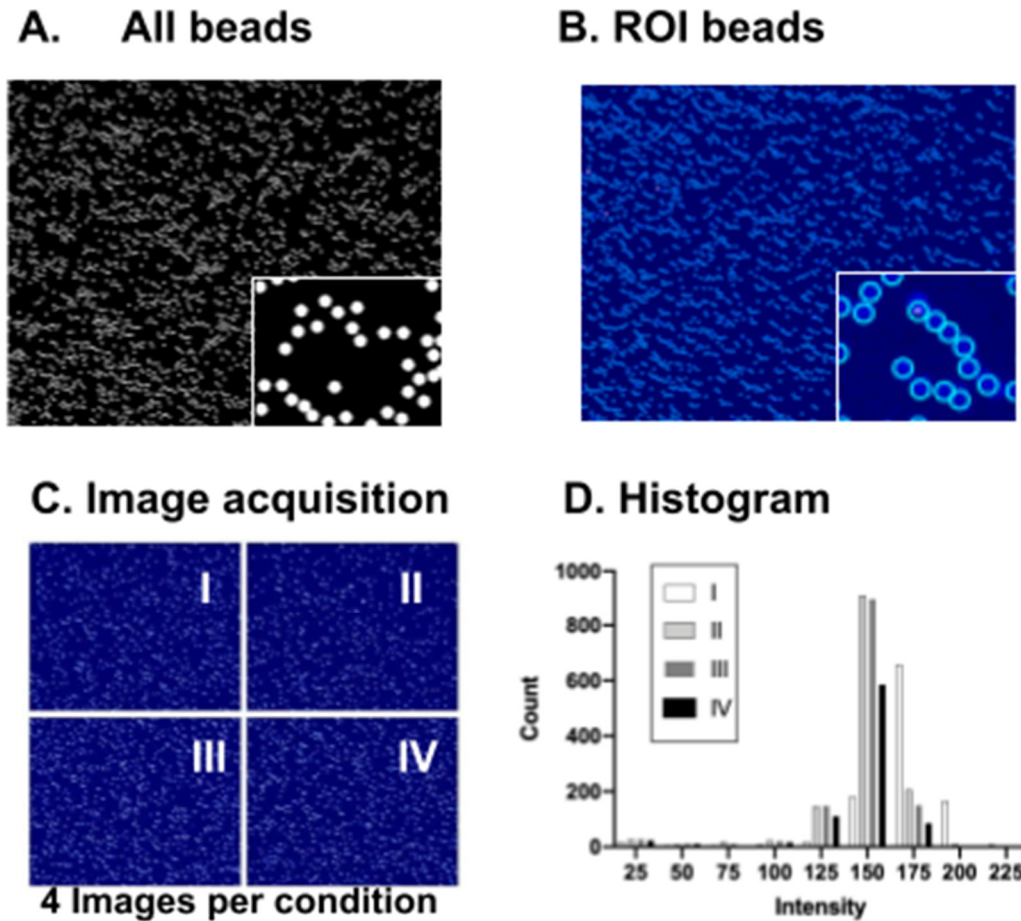 A. All beads
B. ROI beads
C. Image acquisition
I
II
III
IV
4 Images per condition
D. Histogram
1000
800
600
400
200
0
Count
I
II
III
IV
25 50 75 100 125 150 175 200 225
Intensity